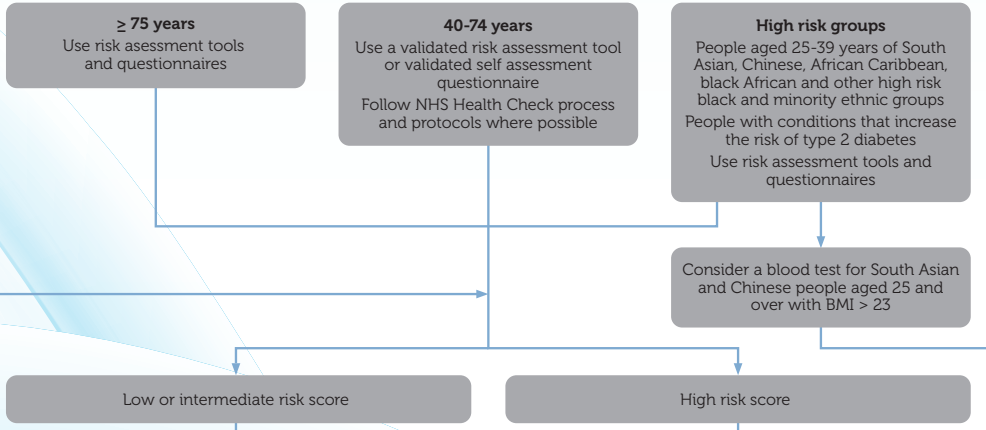 ≥ 75 years
Use risk asessment tools
and questionnaires
40-74 years
Use a validated risk assessment tool
or validated self assessment
questionnaire
Follow NHS Health Check process
and protocols where possible
High risk groups
People aged 25-39 years of South
Asian, Chinese, African Caribbean,
black African and other high risk
black and minority ethnic groups
People with conditions that increase
the risk of type 2 diabetes
Use risk assessment tools and
questionnaires
Consider a blood test for South Asian
and Chinese people aged 25 and
over with BMI > 23
Low or intermediate risk score
High risk score